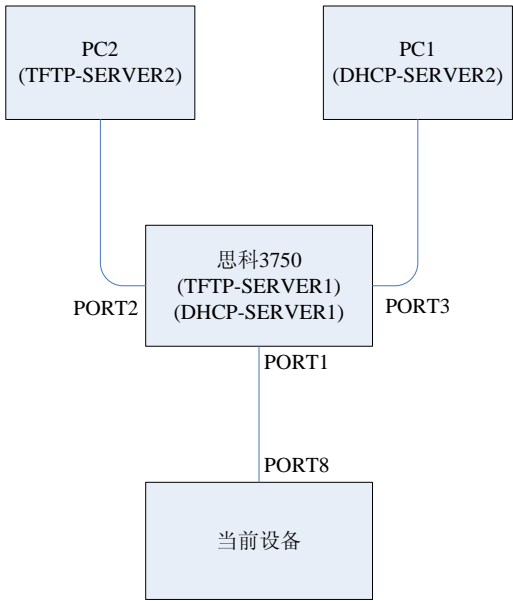 PC2
(TFTP-SERVER2)
PC1
(DHCP-SERVER2)
思科3750
(TFTP-SERVER1)
(DHCP-SERVER1)
PORT2
PORT3
PORT1
PORT8
当前设备